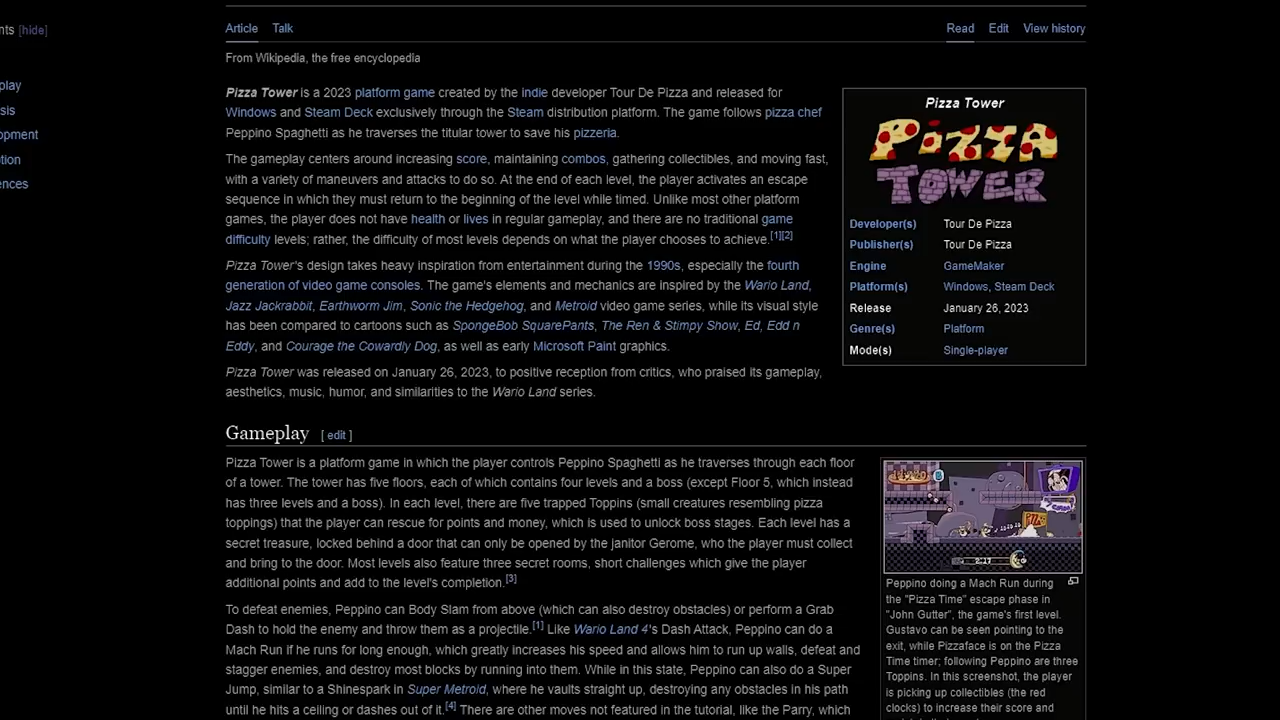 nts [hide]
Article Talk
Read Edit View history
From Wikipedia, the free encyclopedia
play
sis
opment
tion
ences
Pizza Tower is a 2023 platform game created by the indie developer Tour De Pizza and released for
Windows and Steam Deck exclusively through the Steam distribution platform. The game follows pizza chef
Peppino Spaghetti as he traverses the titular tower to save his pizzeria.
The gameplay centers around increasing score, maintaining combos, gathering collectibles, and moving fast,
with a variety of maneuvers and attacks to do so. At the end of each level, the player activates an escape
sequence in which they must return to the beginning of the level while timed. Unlike most other platform
games, the player does not have health or lives in regular gameplay, and there are no traditional game
difficulty levels; rather, the difficulty of most levels depends on what the player chooses to achieve.[1][2]
Pizza Tower's design takes heavy inspiration from entertainment during the 1990s, especially the fourth
generation of video game consoles. The game's elements and mechanics are inspired by the Wario Land,
Jazz Jackrabbit, Earthworm Jim, Sonic the Hedgehog, and Metroid video game series, while its visual style
has been compared to cartoons such as SpongeBob SquarePants, The Ren & Stimpy Show, Ed, Edd n
Eddy, and Courage the Cowardly Dog, as well as early Microsoft Paint graphics.
Pizza Tower was released on January 26, 2023, to positive reception from critics, who praised its gameplay,
aesthetics, music, humor, and similarities to the Wario Land series.
Pizza Tower
PIZZA
TOWER
Developer(s) Tour De Pizza
Publisher(s) Tour De Pizza
Engine GameMaker
Platform(s) Windows, Steam Deck
Release January 26, 2023
Genre(s) Platform
Mode(s) Single-player
Gameplay [ edit ]
Pizza Tower is a platform game in which the player controls Peppino Spaghetti as he traverses through each floor
of a tower. The tower has five floors, each of which contains four levels and a boss (except Floor 5, which instead
has three levels and a boss). In each level, there are five trapped Toppins (small creatures resembling pizza
toppings) that the player can rescue for points and money, which is used to unlock boss stages. Each level has a
secret treasure, locked behind a door that can only be opened by the janitor Gerome, who the player must collect
and bring to the door. Most levels also feature three secret rooms, short challenges which give the player
additional points and add to the level's completion.[3]
To defeat enemies, Peppino can Body Slam from above (which can also destroy obstacles) or perform a Grab
Dash to hold the enemy and throw them as a projectile.[1] Like Wario Land 4's Dash Attack, Peppino can do a
Mach Run if he runs for long enough, which greatly increases his speed and allows him to run up walls, defeat and
stagger enemies, and destroy most blocks by running into them. While in this state, Peppino can also do a Super
Jump, similar to a Shinespark in Super Metroid, where he vaults straight up, destroying any obstacles in his path
until he hits a ceiling or dashes out of it.[4] There are other moves not featured in the tutorial, like the Parry, which
Peppino doing a Mach Run during
the "Pizza Time" escape phase in
"John Gutter", the game's first level.
Gustavo can be seen pointing to the
exit, while Pizzaface is on the Pizza
Time timer; following Peppino are three
Toppins. In this screenshot, the player
is picking up collectibles (the red
clocks) to increase their score and